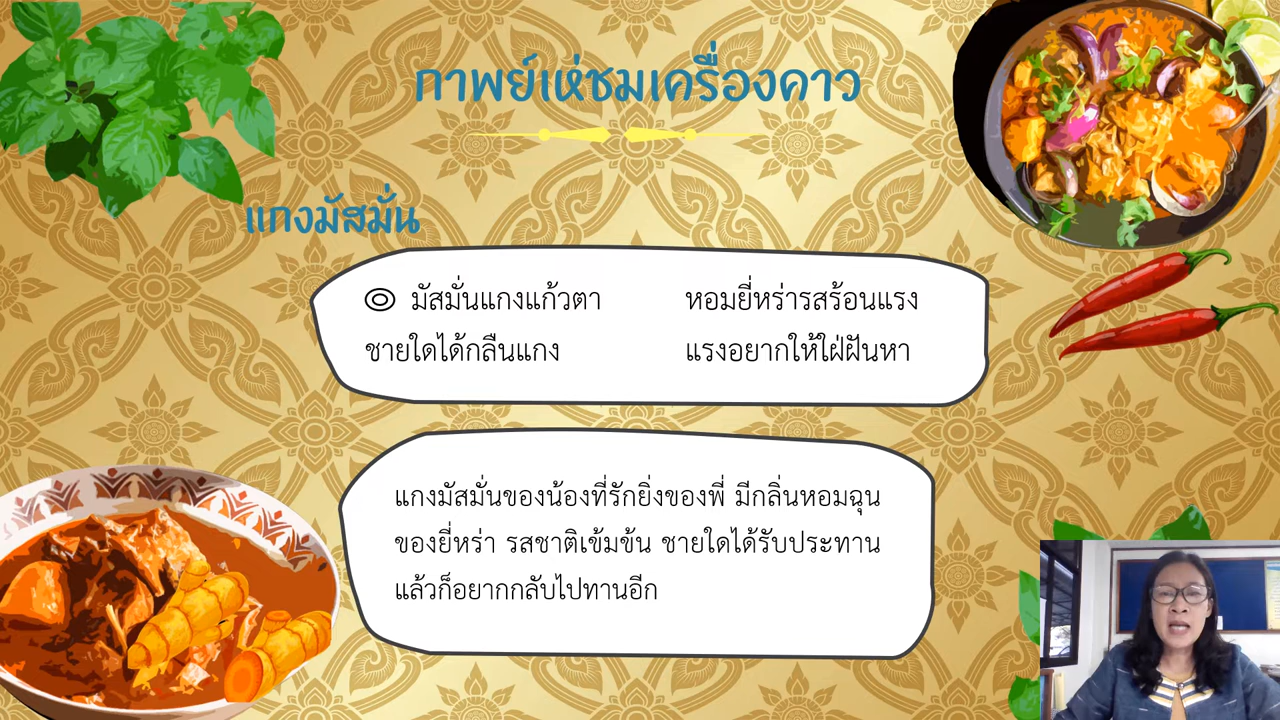 กาพย์เห่ชมเครื่องคาว
แกงมัสมั่น
๏ มัสมั่นแกงแก้วตา หอมยี่หร่ารสร้อนแรง
ชายใดได้กลืนแกง แรงอยากให้ใฝ่ฝันหา
แกงมัสมั่นของน้องที่รักยิ่งของพี่ มีกลิ่นหอมฉุน
ของยี่หร่า รสชาติเข้มข้น ชายใดได้รับประทาน
แล้วก็อยากกลับไปทานอีก